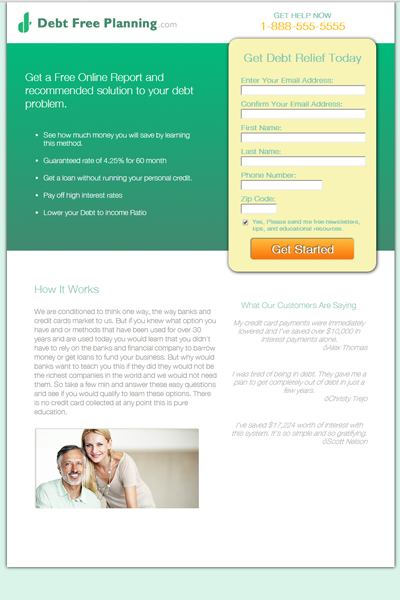 Debt Free Planning.com
GET HELP NOW
1-888-555-5555
Get a Free Online Report and
recommended solution to your debt
problem.
• See how much money you will save by learning
this method.
• Guaranteed rate of 4.25% for 60 month
• Get a loan without running your personal credit.
• Pay off high interest rates
• Lower your Debt to income Ratio
Get Debt Relief Today
Enter Your Email Address:
Confirm Your Email Address:
First Name:
Last Name:
Phone Number:
Zip Code:
Yes, Please send me free newsletters,
tips, and educational resources.
Get Started
How It Works
We are conditioned to think one way, the way banks and
credit cards market to us. But if you knew what option you
have and or methods that have been used for over 30
years and are used today you would learn that you didn't
have to rely on the banks and financial company to barrow
money or get loans to fund your business. But why would
banks want to teach you this if they did they would not be
the richest companies in the world and we would not need
them. So take a few min and answer these easy questions
and see if you would qualify to learn these options. There
is no credit card collected at any point this is pure
education.
What Our Customers Are Saying
My credit card payments were immediately
lowered and I've saved over $10,000 in
interest payments alone.
ôAlex Thomas
I was tired of being in debt. They gave me a
plan to get completely out of debt in just a
few years.
ôChristy Trejo
I've saved $17,224 worth of interest with
this system. It's so simple and so gratifying.
ôScott Nelson